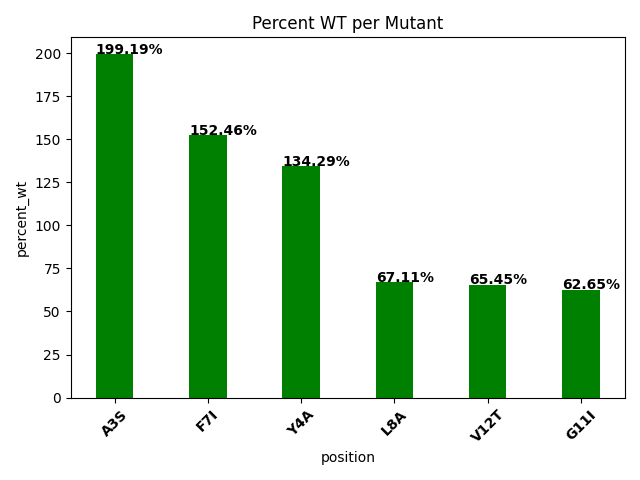 Percent WT per Mutant
percent_wt
200
175
150
125
100
75
50
25
0
199.19%
152.46%
134.29%
67.11%
65.45%
62.65%
A3S
F7I
Y4A
L8A
V12T
G11I
position